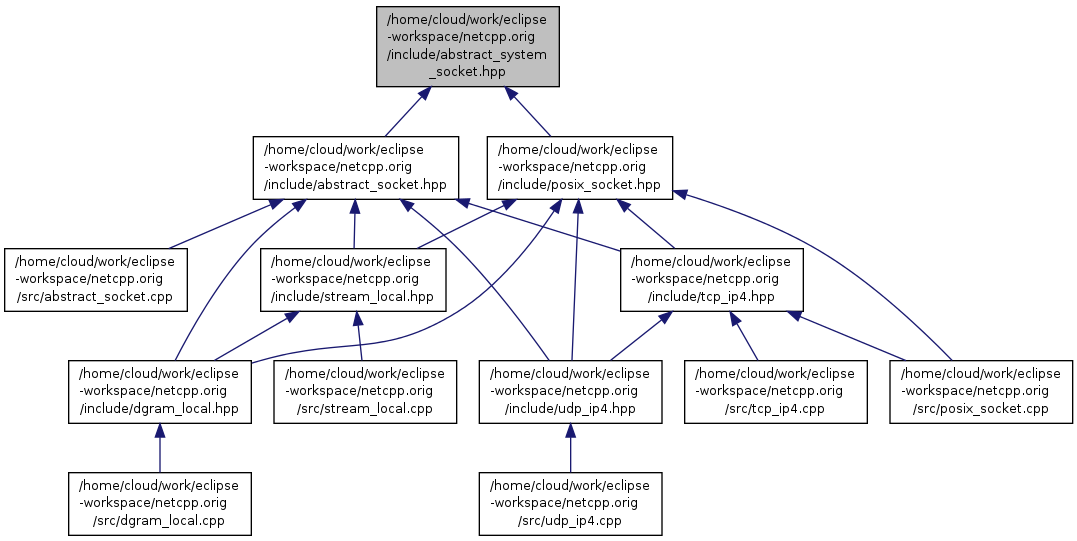 /home/cloud/work/eclipse
-workspace/netcpp.orig
/include/abstract_system
_socket.hpp
/home/cloud/work/eclipse
-workspace/netcpp.orig
/include/abstract_socket.hpp
/home/cloud/work/eclipse
-workspace/netcpp.orig
/include/posix_socket.hpp
/home/cloud/work/eclipse
-workspace/netcpp.orig
/src/abstract_socket.cpp
/home/cloud/work/eclipse
-workspace/netcpp.orig
/include/stream_local.hpp
/home/cloud/work/eclipse
-workspace/netcpp.orig
/include/tcp_ip4.hpp
/home/cloud/work/eclipse
-workspace/netcpp.orig
/include/dgram_local.hpp
/home/cloud/work/eclipse
-workspace/netcpp.orig
/src/stream_local.cpp
/home/cloud/work/eclipse
-workspace/netcpp.orig
/include/udp_ip4.hpp
/home/cloud/work/eclipse
-workspace/netcpp.orig
/src/tcp_ip4.cpp
/home/cloud/work/eclipse
-workspace/netcpp.orig
/src/posix_socket.cpp
/home/cloud/work/eclipse
-workspace/netcpp.orig
/src/dgram_local.cpp
/home/cloud/work/eclipse
-workspace/netcpp.orig
/src/udp_ip4.cpp